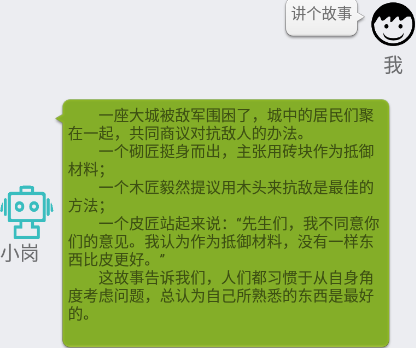 讲个故事
我
一座大城被敌军围困了，城中的居民们聚
在一起，共同商议对抗敌人的办法。
一个砌匠挺身而出，主张用砖块作为抵御
材料；
一个木匠毅然提议用木头来抗敌是最佳的
方法；
一个皮匠站起来说：“先生们，我不同意你
们的意见。我认为作为抵御材料，没有一样东
西比皮更好。”
这故事告诉我们，人们都习惯于从自身角
度考虑问题，总认为自己所熟悉的东西是最好
的。
小岗